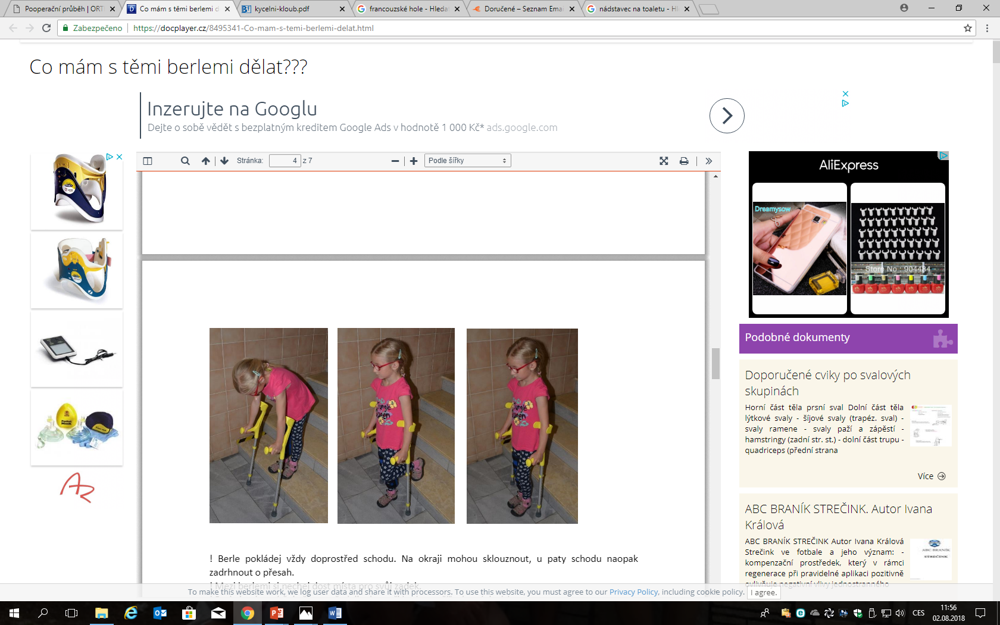 Pooperační průběh | ORT
Co mám s těmi berlemi d
kycelni-kloub.pdf
francouzské hole - Hleda
Doručené – Seznam Emai
nádstavec na toaletu - Hl
Zabezpečeno
https://docplayer.cz/8495341-Co-mam-s-temi-berlemi-delat.html
Co mám s těmi berlemi dělat???
Inzerujte na Googlu
Dejte o sobě vědět s bezplatným kreditem Google Ads v hodnotě 1 000 Kč* ads.google.com
Stránka: 4 z 7
Podle šířky
! Berle pokládej vždy doprostřed schodu. Na okraji mohou sklouznout, u paty schodu naopak
zadrhnout o přesah.
! Mezi berlemi si nechej dost místa pro svůj zadek.
AliExpress
Dreamysow
Store No : 904484
Podobné dokumenty
Doporučené cviky po svalových
skupinách
Horní část těla prsní sval Dolní část těla
lýtkové svaly - šíjové svaly (trapéz. sval) -
svaly ramene - svaly paží a zápěstí -
hamstringy (zadní str. st.) - dolní část trupu -
quadriceps (přední strana
Více
ABC BRANÍK STREČINK. Autor Ivana
Králová
ABC BRANÍK STREČINK Autor Ivana Králová
Strečink ve fotbale a jeho význam: -
kompenzační prostředek, který v rámci
regenerace při pravidelné aplikaci pozitivně
ovlivňuje negativní vlivy jednostranného
ABC BRANÍK
STREČINK
To make this website work, we log user data and share it with processors. To use this website, you must agree to our Privacy Policy, including cookie policy. I agree.
CES
11:56
02.08.2018